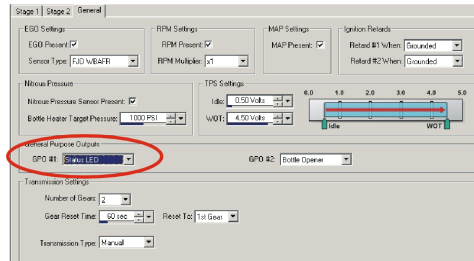 Stage 1 Stage 2 General
EGO Settings RPM Settings MAP Settings Ignition Retards
EGO Present: RPM Present: MAP Present: Retard #1 When: Grounded
Sensor Type: FJO WBAFR RPM Multiplier: x1 Retard #2 When: Grounded
Nitrous Pressure TPS Settings
0.0 1.0 2.0 3.0 4.0 5.0
Nitrous Pressure Sensor Present: Idle: 0.50 Volts
Bottle Heater Target Pressure: 1000 PSI WOT: 4.50 Volts
Idle WOT
General Purpose Outputs
GPO #1: Status LED GPO #2: Bottle Opener
Transmission Settings
Number of Gears: 2
Gear Reset Time: 60 sec Reset To: 1st Gear
Transmission Type: Manual